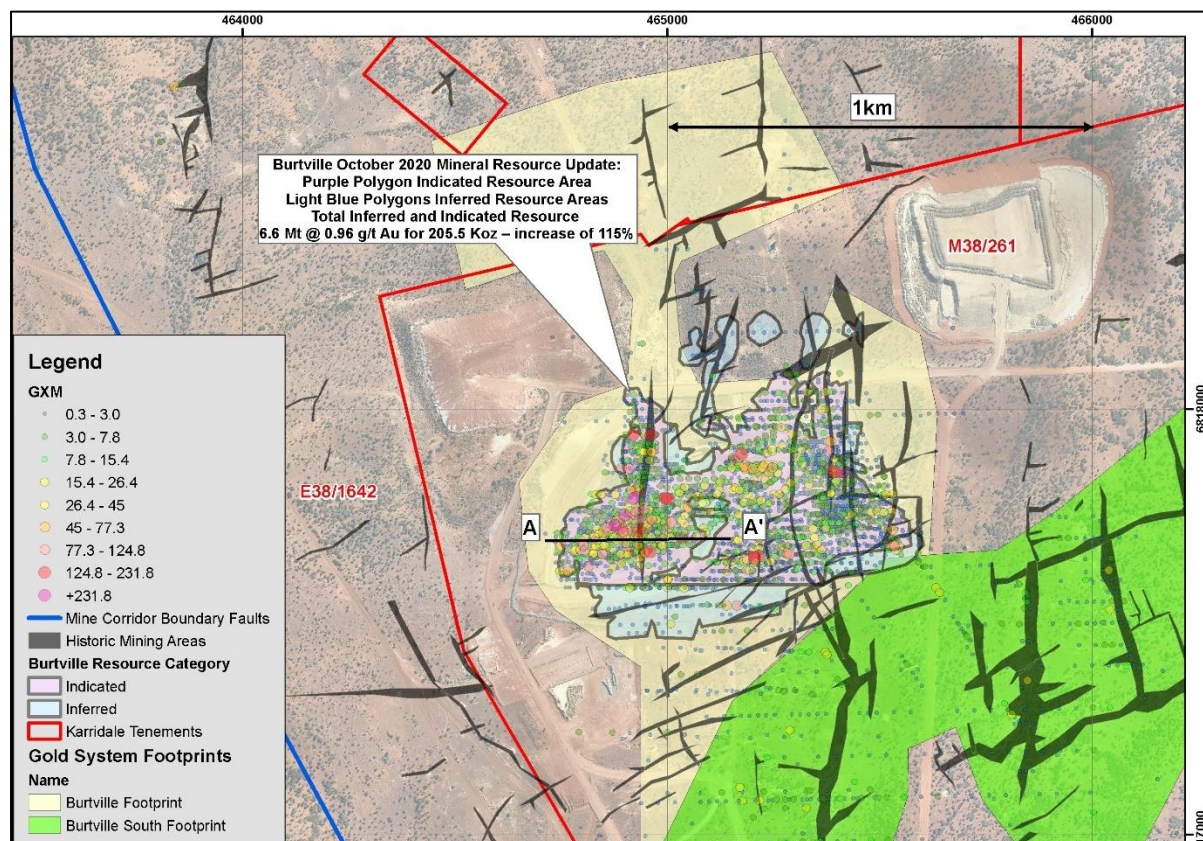 464000
465000
466000
1km
Burtville October 2020 Mineral Resource Update:
Purple Polygon Indicated Resource Area
Light Blue Polygons Inferred Resource Areas
Total Inferred and Indicated Resource
6.6 Mt @ 0.96 g/t Au for 205.5 Koz – increase of 115%
M38/261
6818000
E38/1642
A
A'
Legend
GXM
0.3 - 3.0
3.0 - 7.8
7.8 - 15.4
15.4 - 26.4
26.4 - 45
45 - 77.3
77.3 - 124.8
124.8 - 231.8
+231.8
Mine Corridor Boundary Faults
Historic Mining Areas
Burtville Resource Category
Indicated
Inferred
Karridale Tenements
Gold System Footprints
Name
Burtville Footprint
Burtville South Footprint
7000